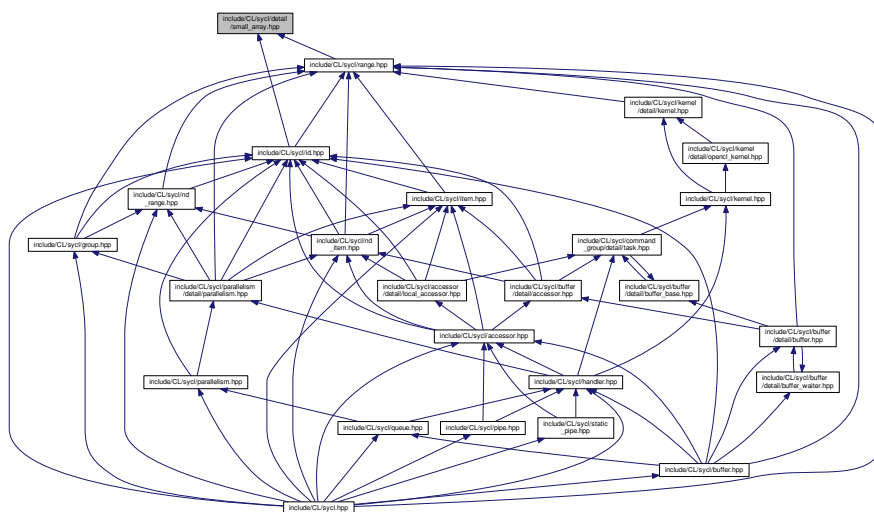 include/CL/sycl/detail
/small_array.hpp
include/CL/sycl/range.hpp
include/CL/sycl/kernel
/detail/kernel.hpp
include/CL/sycl/kernel
/detail/opencl_kernel.hpp
include/CL/sycl/id.hpp
include/CL/sycl/nd
_range.hpp
include/CL/sycl/item.hpp
include/CL/sycl/kernel.hpp
include/CL/sycl/group.hpp
include/CL/sycl/nd
_item.hpp
include/CL/sycl/command
_group/detail/task.hpp
include/CL/sycl/parallelism
/detail/parallelism.hpp
include/CL/sycl/accessor
/detail/local_accessor.hpp
include/CL/sycl/buffer
/detail/accessor.hpp
include/CL/sycl/buffer
/detail/buffer_base.hpp
include/CL/sycl/accessor.hpp
include/CL/sycl/buffer
/detail/buffer.hpp
include/CL/sycl/parallelism.hpp
include/CL/sycl/handler.hpp
include/CL/sycl/buffer
/detail/buffer_waiter.hpp
include/CL/sycl/queue.hpp
include/CL/sycl/pipe.hpp
include/CL/sycl/static
_pipe.hpp
include/CL/sycl/buffer.hpp
include/CL/sycl.hpp